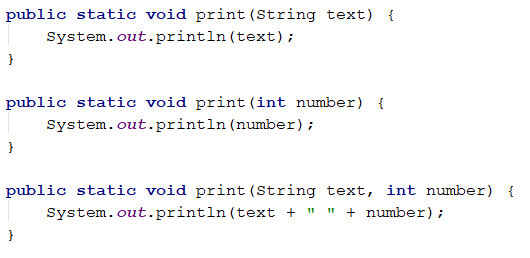 public static void print(String text) {
    System.out.println(text);
}

public static void print(int number) {
    System.out.println(number);
}

public static void print(String text, int number) {
    System.out.println(text + " " + number);
}